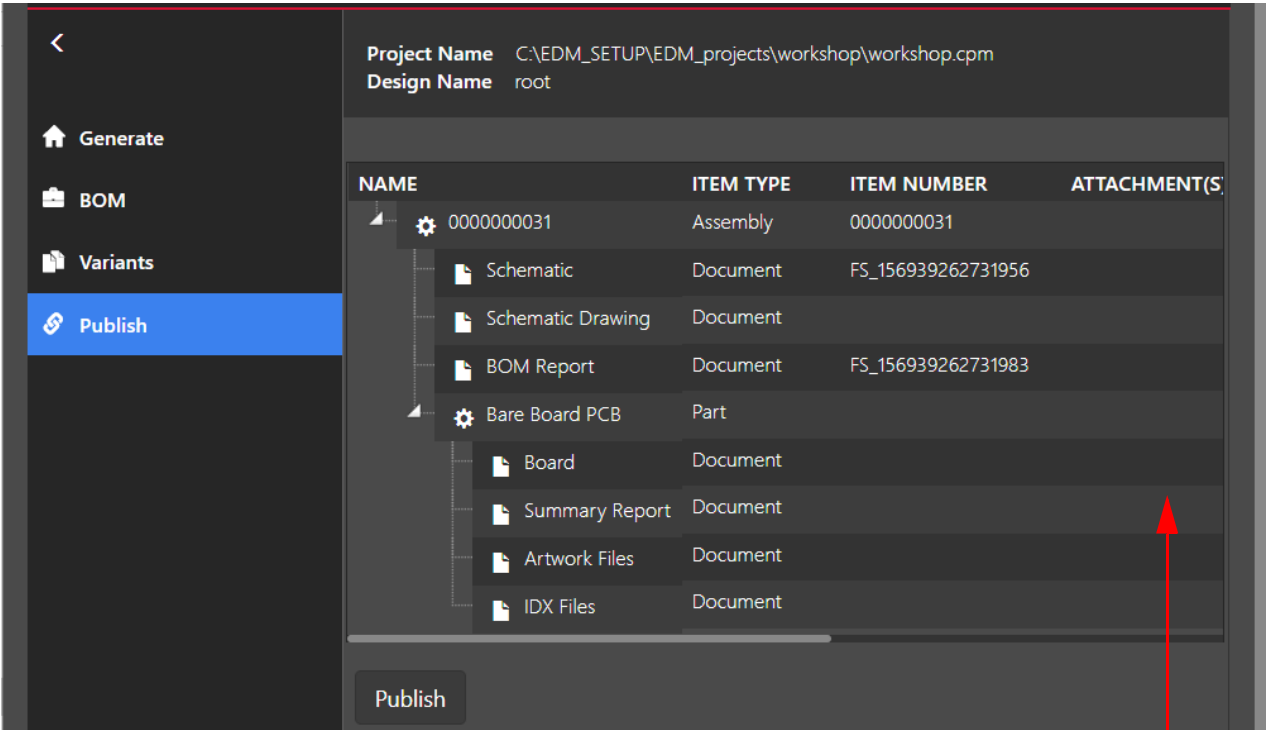 Project Name C:\EDM_SETUP\EDM_projects\workshop\workshop.cpm
Design Name root
Generate
BOM
Variants
Publish
NAME ITEM TYPE ITEM NUMBER ATTACHMENT(S)
0000000031 Assembly 0000000031
Schematic Document FS_156939262731956
Schematic Drawing Document
BOM Report Document FS_156939262731983
Bare Board PCB Part
Board Document
Summary Report Document
Artwork Files Document
IDX Files Document
Publish